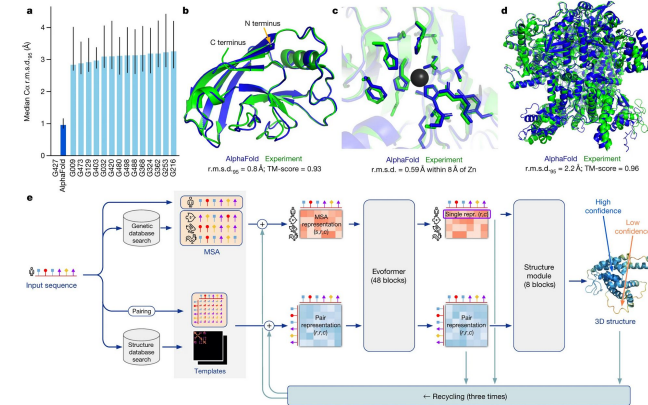 a
Median Cα r.m.s.d.95 (Å)
4
3
2
1
0
G427
AlphaFold
G009
G473
G129
G403
G032
G420
G480
G498
G488
G368
G324
G362
G253
G216
b
N terminus
C terminus
AlphaFold Experiment
r.m.s.d95 = 0.8 Å; TM-score = 0.93
c
AlphaFold Experiment
r.m.s.d. = 0.59 Å within 8 Å of Zn
d
AlphaFold Experiment
r.m.s.d.95 = 2.2 Å; TM-score = 0.96
e
Input sequence
Genetic
database
search
MSA
Pairing
Structure
database
search
Templates
MSA
representation
(s,r,c)
Pair
representation
(r,r,c)
Evoformer
(48 blocks)
Single repr. (r,c)
Pair
representation
(r,r,c)
Structure
module
(8 blocks)
High
confidence
Low
confidence
3D structure
← Recycling (three times)